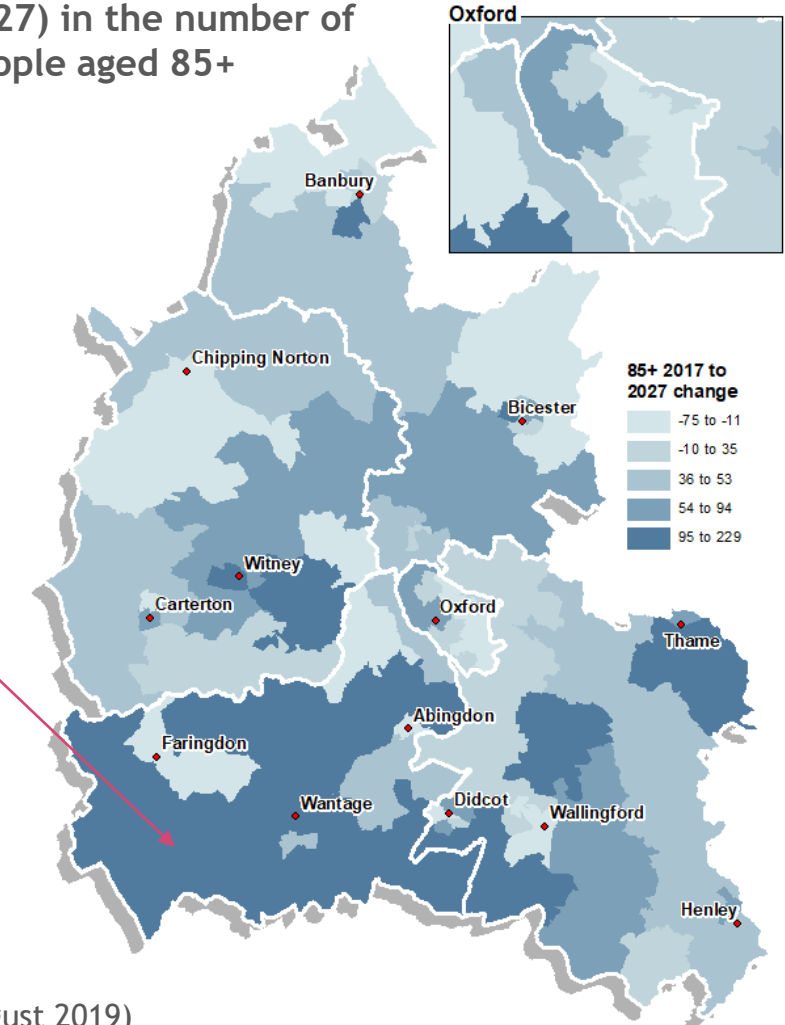 27) in the number of
ople aged 85+
Oxford
Banbury
Chipping Norton
85+ 2017 to
2027 change
Bicester
-75 to -11
-10 to 35
36 to 53
54 to 94
95 to 229
Witney
Carterton
Oxford
Thame
Abingdon
Faringdon
Wantage
Didcot
Wallingford
Henley
gust 2019)